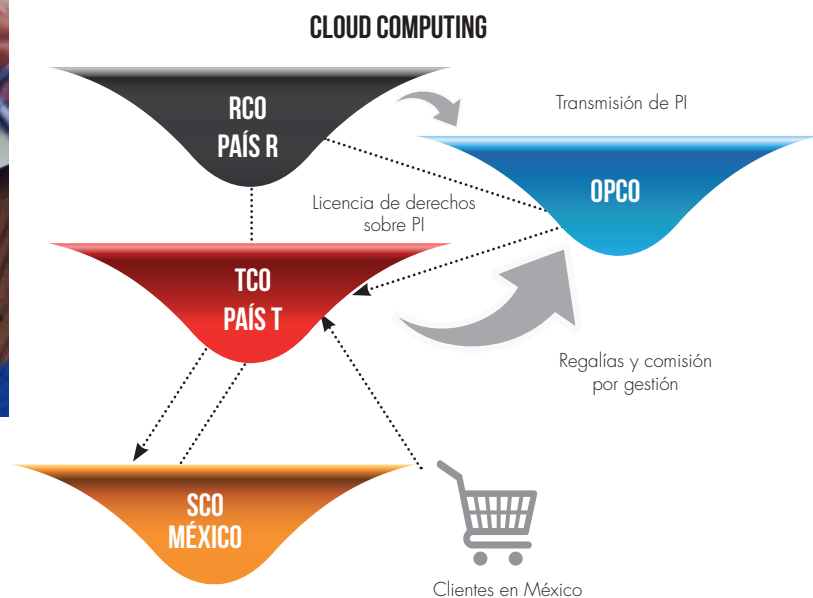 CLOUD COMPUTING
RCO
PAÍS R
Transmisión de PI
OPCO
Licencia de derechos
sobre PI
TCO
PAÍS T
Regalías y comisión
por gestión
SCO
MÉXICO
Clientes en México